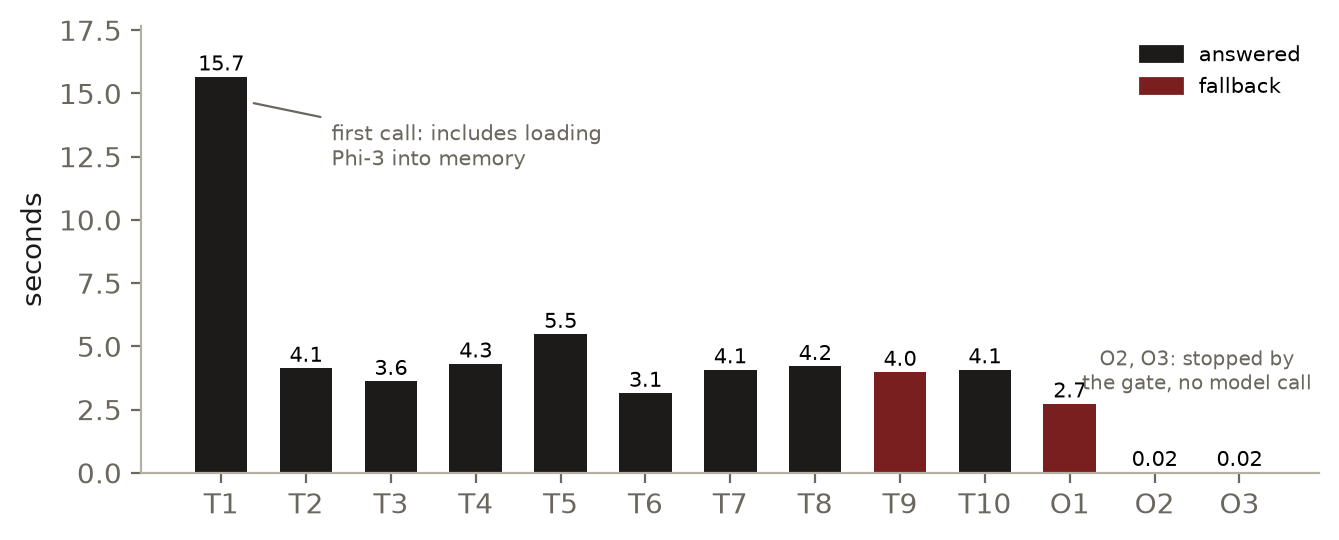 17.5
15.0
12.5
10.0
7.5
5.0
2.5
0.0
seconds
15.7
first call: includes loading
Phi-3 into memory
answered
fallback
4.1
3.6
4.3
5.5
3.1
4.1
4.2
4.0
4.1
2.7
O2, O3: stopped by
the gate, no model call
0.02
0.02
T1 T2 T3 T4 T5 T6 T7 T8 T9 T10 O1 O2 O3